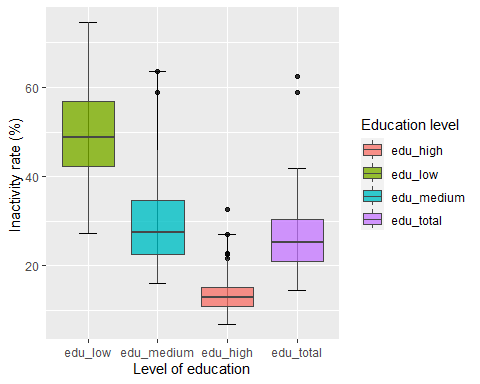 Inactivity rate (%)
60
40
20
edu_low
edu_medium
edu_high
edu_total
Level of education
Education level
edu_high
edu_low
edu_medium
edu_total